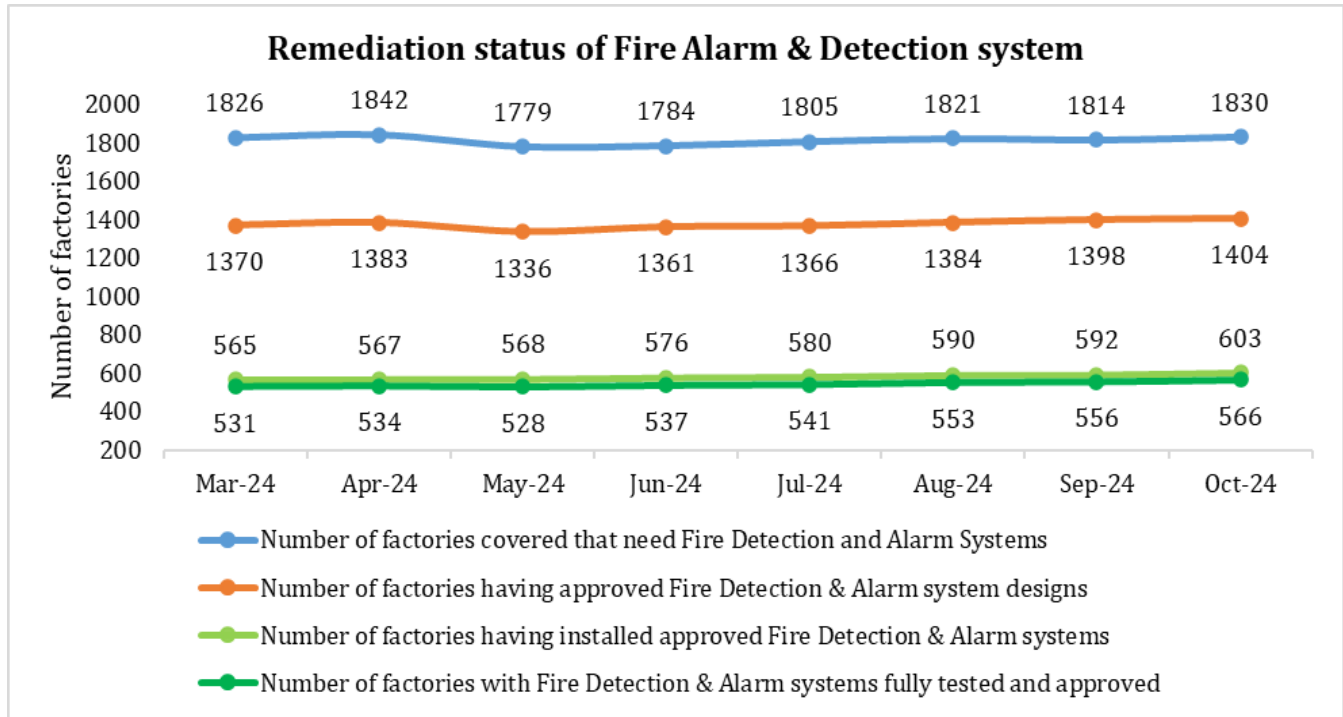 Remediation status of Fire Alarm & Detection system
Number of factories
2000
1800
1600
1400
1200
1000
800
600
400
200
1826 1842 1779 1784 1805 1821 1814 1830
1370 1383 1336 1361 1366 1384 1398 1404
565 567 568 576 580 590 592 603
531 534 528 537 541 553 556 566
Mar-24 Apr-24 May-24 Jun-24 Jul-24 Aug-24 Sep-24 Oct-24
Number of factories covered that need Fire Detection and Alarm Systems
Number of factories having approved Fire Detection & Alarm system designs
Number of factories having installed approved Fire Detection & Alarm systems
Number of factories with Fire Detection & Alarm systems fully tested and approved